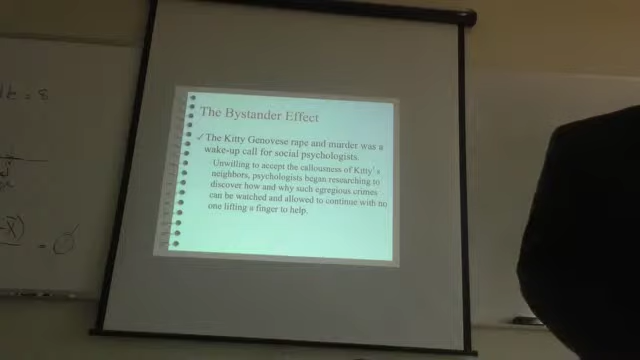 The Bystander Effect
✓ The Kitty Genovese rape and murder was a
wake-up call for social psychologists.
Unwilling to accept the callousness of Kitty's
neighbors, psychologists began researching to
discover how and why such egregious crimes
can be watched and allowed to continue with no
one lifting a finger to help.
= 8